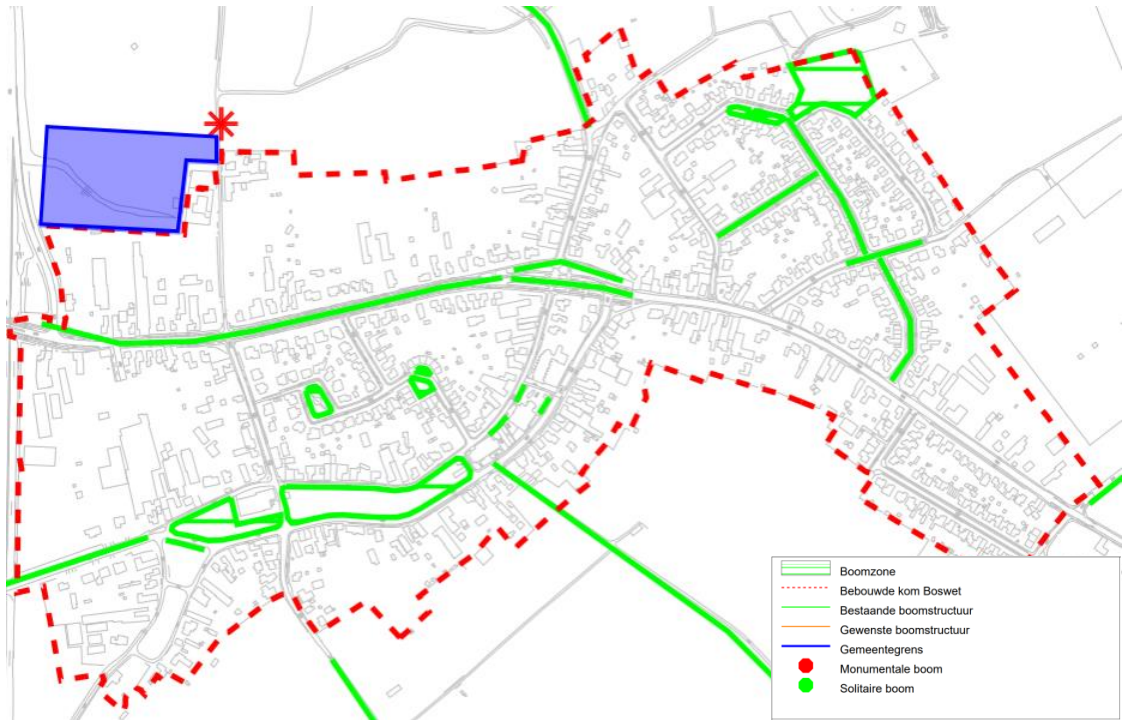 Boomzone
Bebouwde kom Boswet
Bestaande boomstructuur
Gewenste boomstructuur
Gemeentegrens
Monumentale boom
Solitaire boom